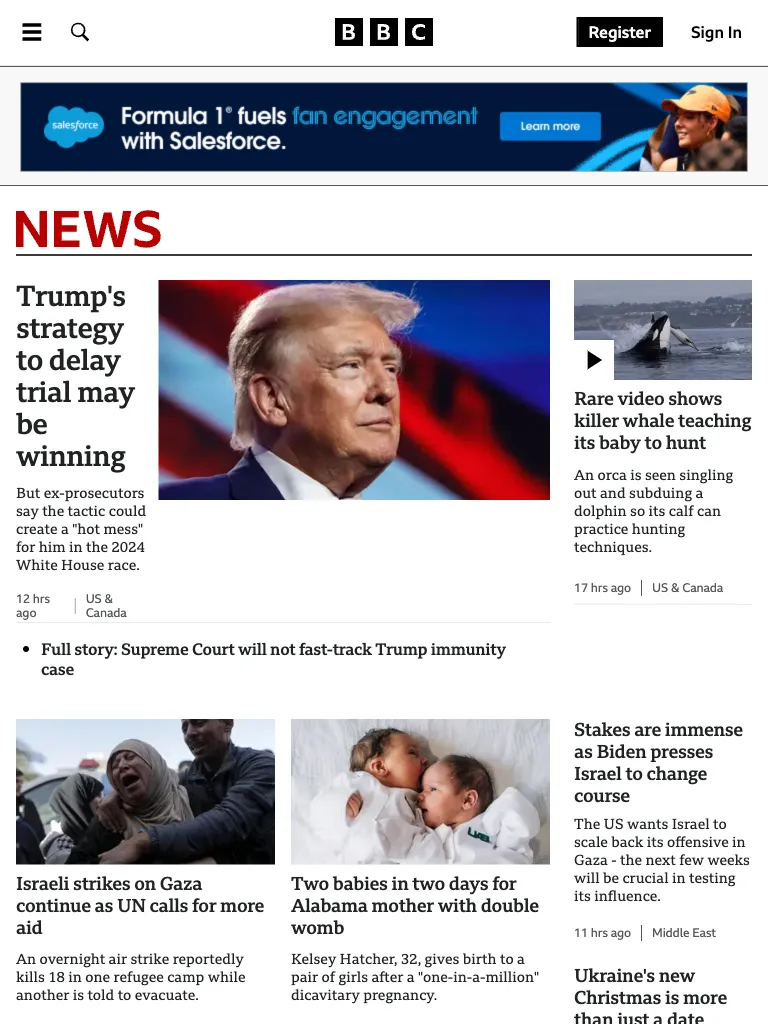 BBC
Register
Sign In
salesforce
Formula 1® fuels fan engagement
with Salesforce.
Learn more
NEWS
Trump's
strategy
to delay
trial may
be
winning
But ex-prosecutors
say the tactic could
create a "hot mess"
for him in the 2024
White House race.
12 hrs
ago
US &
Canada
Full story: Supreme Court will not fast-track Trump immunity
case
Rare video shows
killer whale teaching
its baby to hunt
An orca is seen singling
out and subduing a
dolphin so its calf can
practice hunting
techniques.
17 hrs ago
US & Canada
Israeli strikes on Gaza
continue as UN calls for more
aid
An overnight air strike reportedly
kills 18 in one refugee camp while
another is told to evacuate.
UAB
Two babies in two days for
Alabama mother with double
womb
Kelsey Hatcher, 32, gives birth to a
pair of girls after a "one-in-a-million"
dicavitary pregnancy.
Stakes are immense
as Biden presses
Israel to change
course
The US wants Israel to
scale back its offensive in
Gaza - the next few weeks
will be crucial in testing
its influence.
11 hrs ago
Middle East
Ukraine's new
Christmas is more
than just a date